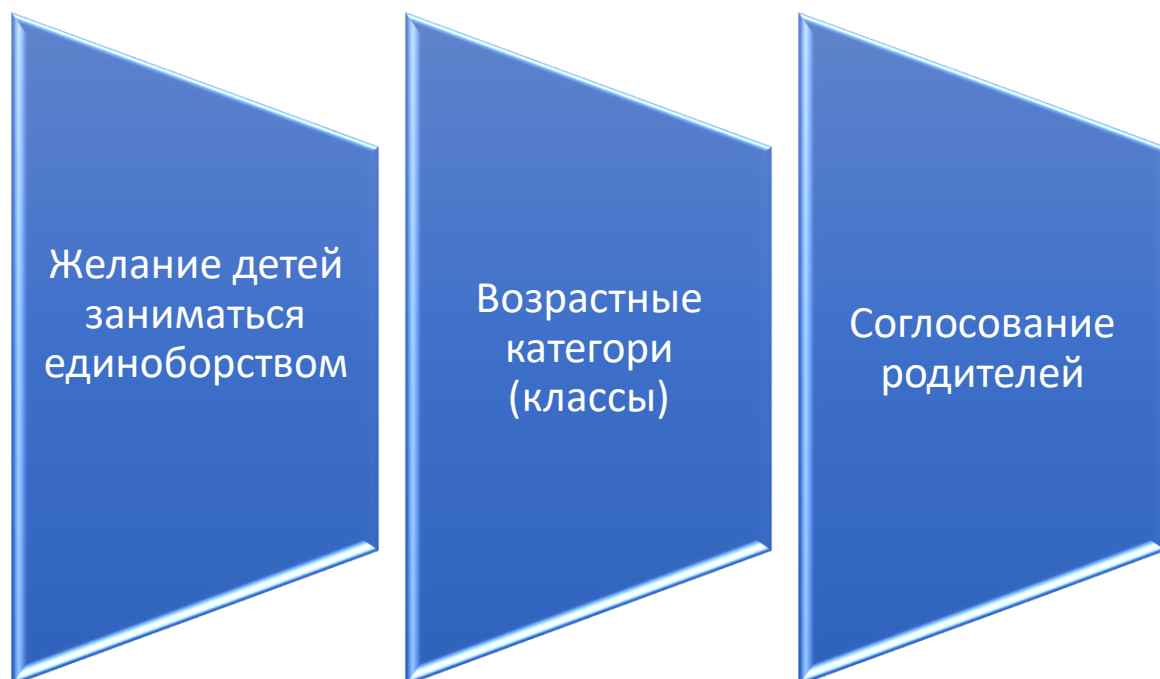 Желание детей
заниматься
единоборством
Возрастные
категори
(классы)
Соглосование
родителей